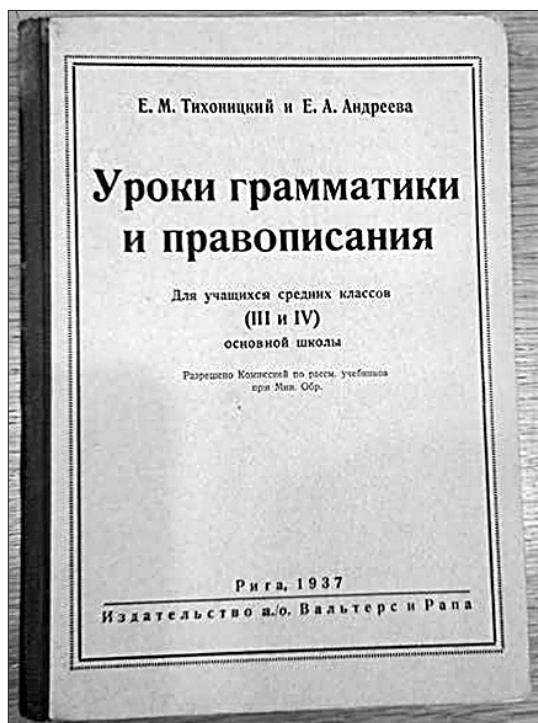 Е. М. Тихоницкий и Е. А. Андреева
Уроки грамматики
и правописания
Для учащихся средних классов
(III и IV)
основной школы
Разрешено Комиссией по рассм. учебников
при Мин. Обр.
Рига, 1937
Издательство а./о. Вальтерс и Рапа